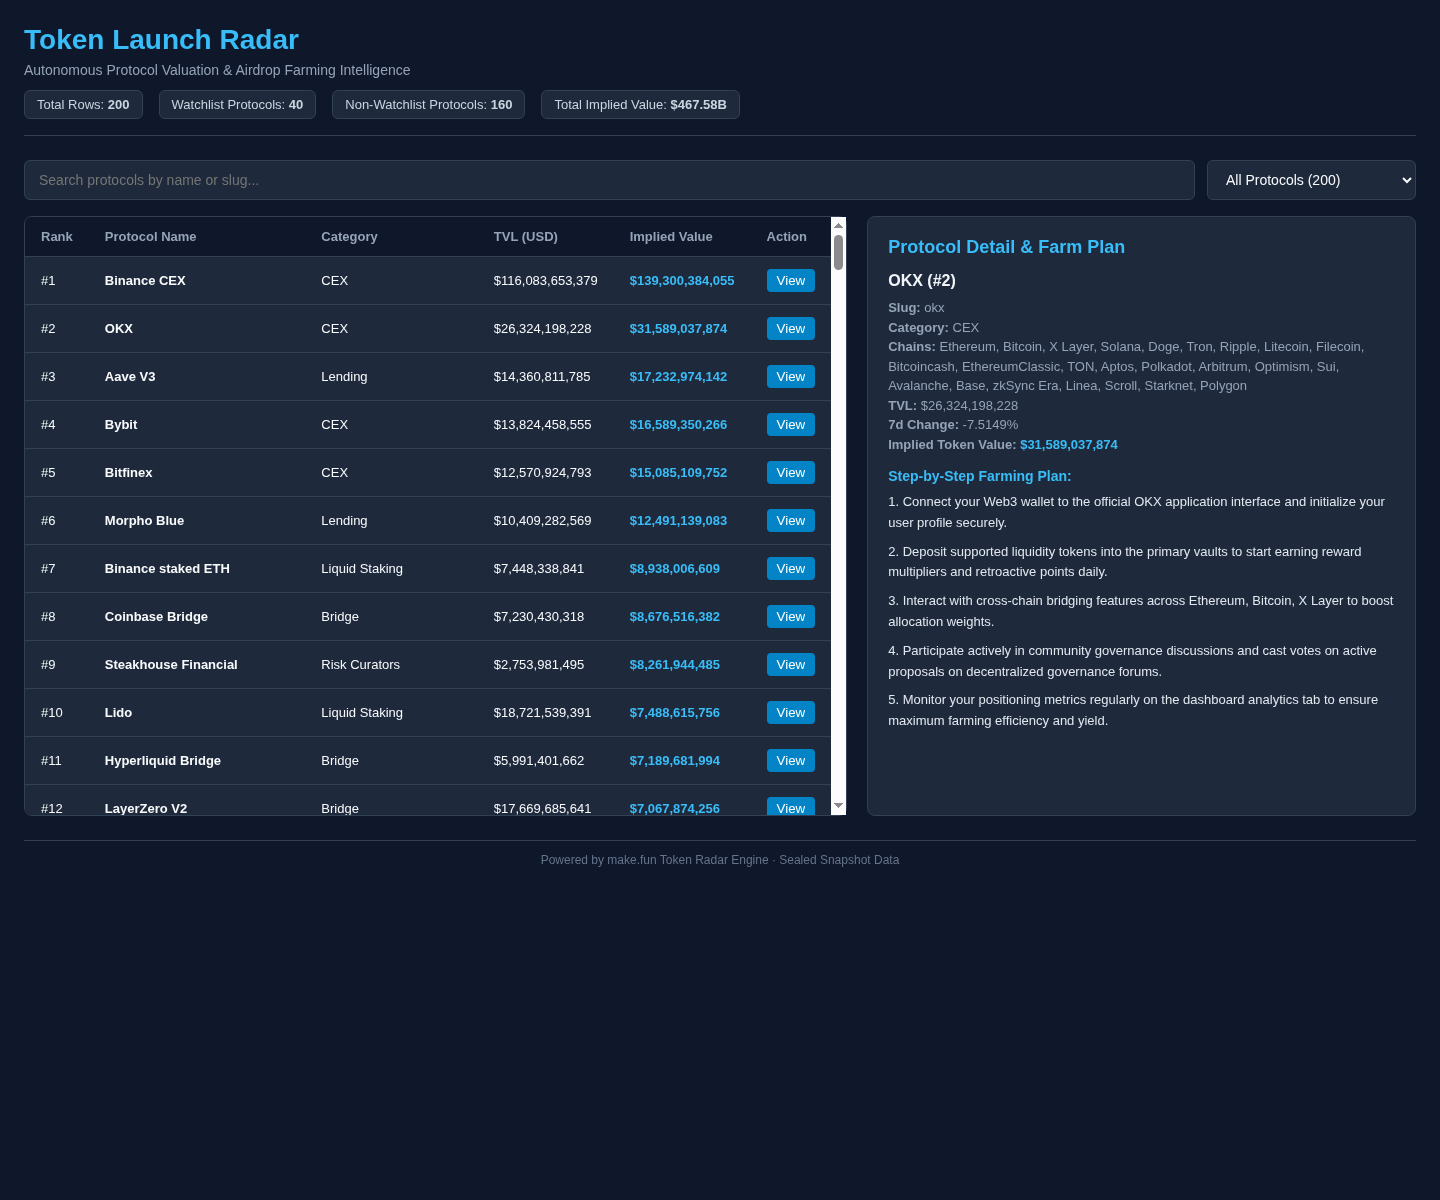 Token Launch Radar
Autonomous Protocol Valuation & Airdrop Farming Intelligence
Total Rows: 200
Watchlist Protocols: 40
Non-Watchlist Protocols: 160
Total Implied Value: $467.58B
Search protocols by name or slug...
All Protocols (200)
Rank Protocol Name Category TVL (USD) Implied Value Action
#1 Binance CEX CEX $116,083,653,379 $139,300,384,055 View
#2 OKX CEX $26,324,198,228 $31,589,037,874 View
#3 Aave V3 Lending $14,360,811,785 $17,232,974,142 View
#4 Bybit CEX $13,824,458,555 $16,589,350,266 View
#5 Bitfinex CEX $12,570,924,793 $15,085,109,752 View
#6 Morpho Blue Lending $10,409,282,569 $12,491,139,083 View
#7 Binance staked ETH Liquid Staking $7,448,338,841 $8,938,006,609 View
#8 Coinbase Bridge Bridge $7,230,430,318 $8,676,516,382 View
#9 Steakhouse Financial Risk Curators $2,753,981,495 $8,261,944,485 View
#10 Lido Liquid Staking $18,721,539,391 $7,488,615,756 View
#11 Hyperliquid Bridge Bridge $5,991,401,662 $7,189,681,994 View
#12 LayerZero V2 Bridge $17,669,685,641 $7,067,874,256 View
Protocol Detail & Farm Plan
OKX (#2)
Slug: okx
Category: CEX
Chains: Ethereum, Bitcoin, X Layer, Solana, Doge, Tron, Ripple, Litecoin, Filecoin,
Bitcoincash, EthereumClassic, TON, Aptos, Polkadot, Arbitrum, Optimism, Sui,
Avalanche, Base, zkSync Era, Linea, Scroll, Starknet, Polygon
TVL: $26,324,198,228
7d Change: -7.5149%
Implied Token Value: $31,589,037,874
Step-by-Step Farming Plan:
1. Connect your Web3 wallet to the official OKX application interface and initialize your
user profile securely.
2. Deposit supported liquidity tokens into the primary vaults to start earning reward
multipliers and retroactive points daily.
3. Interact with cross-chain bridging features across Ethereum, Bitcoin, X Layer to boost
allocation weights.
4. Participate actively in community governance discussions and cast votes on active
proposals on decentralized governance forums.
5. Monitor your positioning metrics regularly on the dashboard analytics tab to ensure
maximum farming efficiency and yield.
Powered by make.fun Token Radar Engine · Sealed Snapshot Data